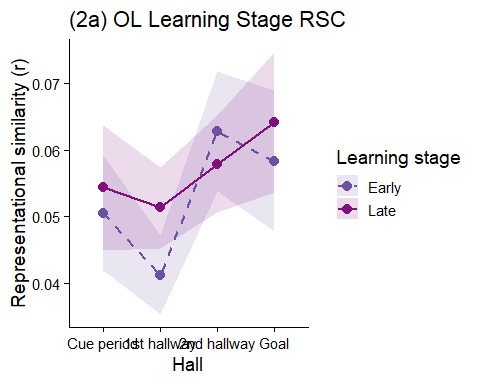 (2a) OL Learning Stage RSC
Representational similarity (r)
0.07
0.06
0.05
0.04
Cue period 1st hallway 2nd hallway Goal
Hall
Learning stage
Early
Late